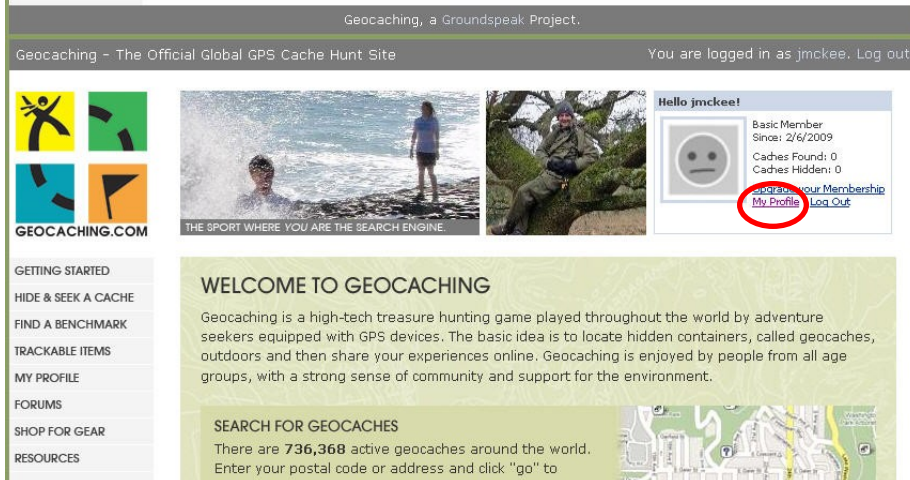 Geocaching, a Groundspeak Project.
Geocaching - The Official Global GPS Cache Hunt Site
You are logged in as jmckee. Log out
GEOCACHING.COM
THE SPORT WHERE YOU ARE THE SEARCH ENGINE.
Hello jmckee!
Basic Member
Since: 2/6/2009
Caches Found: 0
Caches Hidden: 0
Upgrade your Membership
My Profile Log Out
GETTING STARTED
HIDE & SEEK A CACHE
FIND A BENCHMARK
TRACKABLE ITEMS
MY PROFILE
FORUMS
SHOP FOR GEAR
RESOURCES
WELCOME TO GEOCACHING
Geocaching is a high-tech treasure hunting game played throughout the world by adventure
seekers equipped with GPS devices. The basic idea is to locate hidden containers, called geocaches,
outdoors and then share your experiences online. Geocaching is enjoyed by people from all age
groups, with a strong sense of community and support for the environment.
SEARCH FOR GEOCACHES
There are 736,368 active geocaches around the world.
Enter your postal code or address and click "go" to